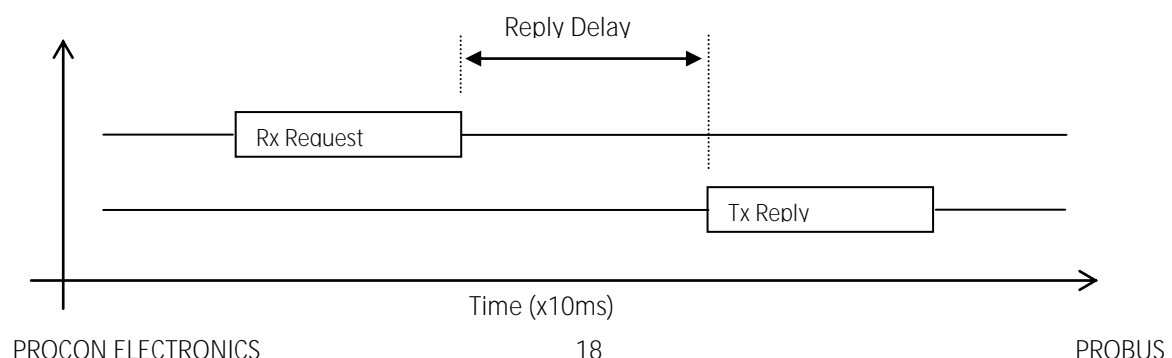 Reply Delay
Rx Request
Tx Reply
Time (x10ms)
PROCON ELECTRONICS 18 PROBUS